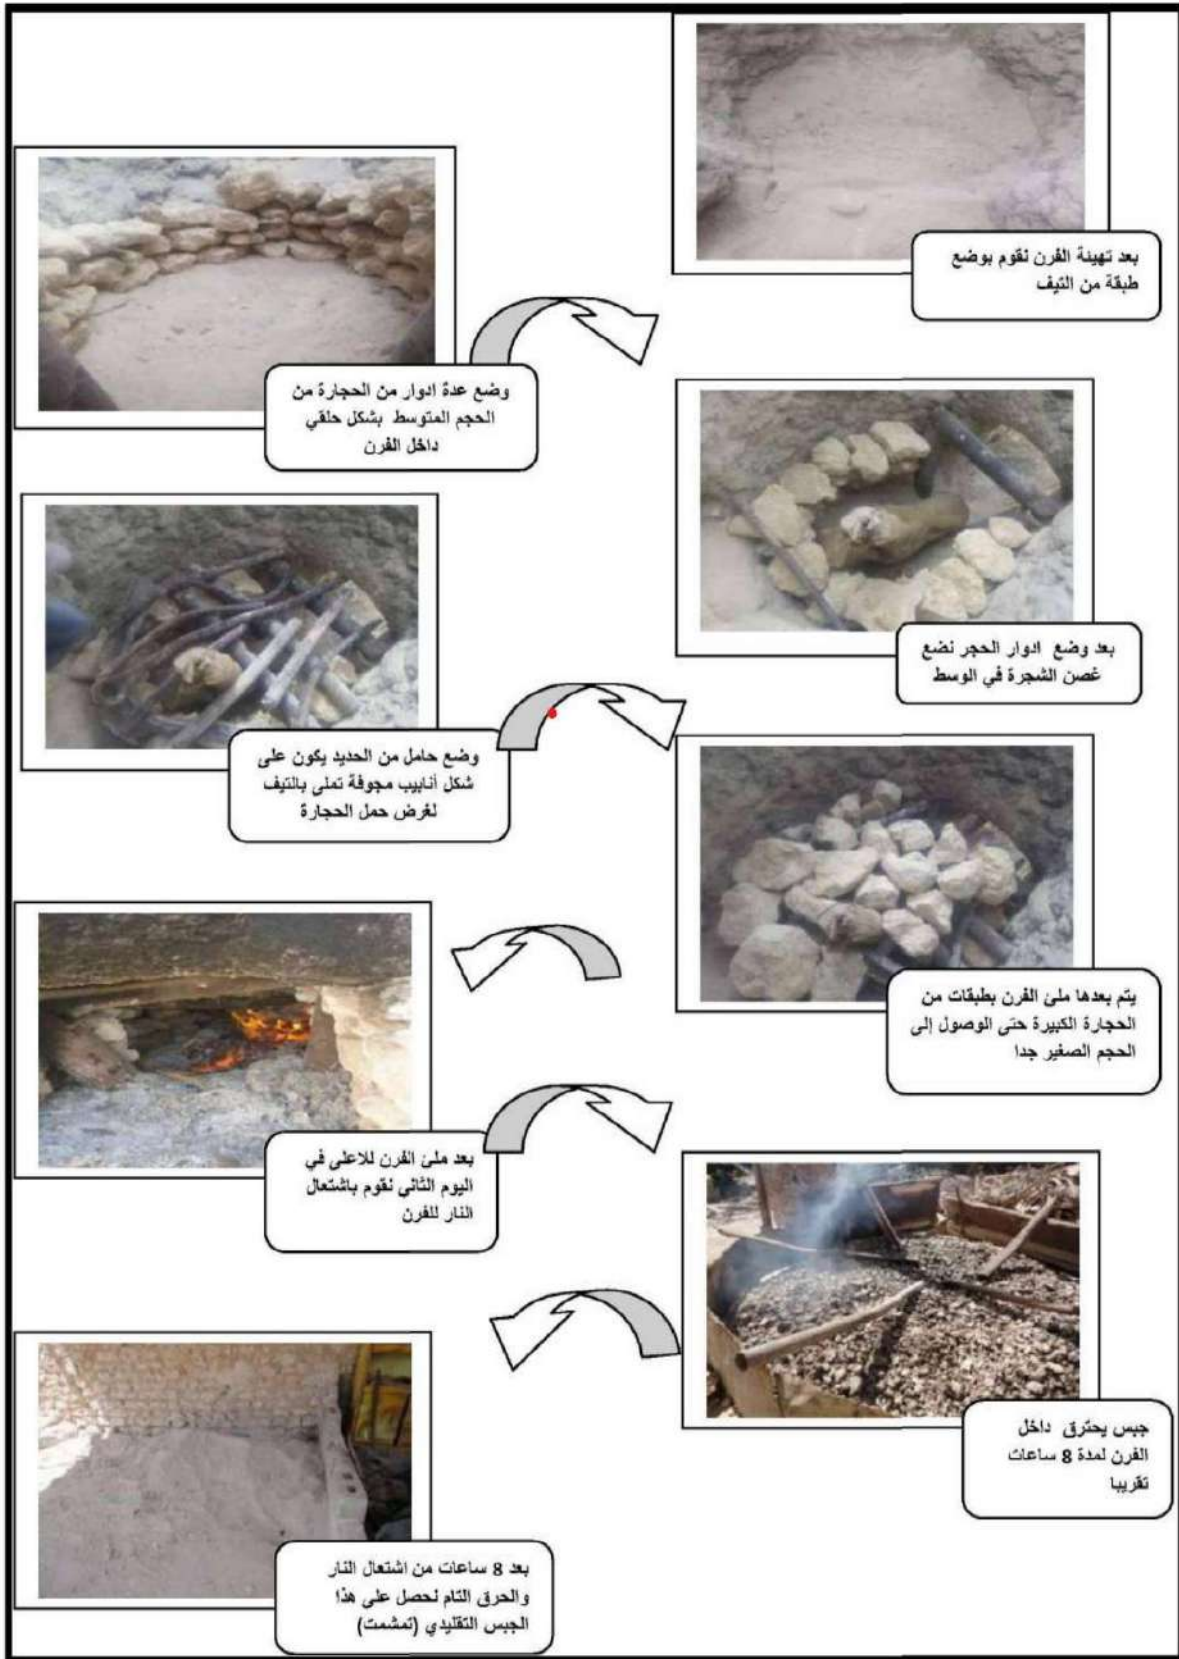 بعد تهيئة الفرن نقوم بوضع
طبقة من التيف
وضع عدة ادوار من الحجارة من
الحجم المتوسط بشكل حلقي
داخل الفرن
بعد وضع ادوار الحجر نضع
غصن الشجرة في الوسط
وضع حامل من الحديد يكون على
شكل أنابيب مجوفة تملى بالتيف
لغرض حمل الحجارة
يتم بعدها ملئ الفرن بطبقات من
الحجارة الكبيرة حتى الوصول إلى
الحجم الصغير جدا
بعد ملئ الفرن للاعلى في
اليوم الثاني نقوم باشتعال
النار للفرن
جبس يحترق داخل
الفرن لمدة 8 ساعات
تقريبا
بعد 8 ساعات من اشتعال النار
والحرق التام نحصل على هذا
الجبس التقليدي (تمشمت)